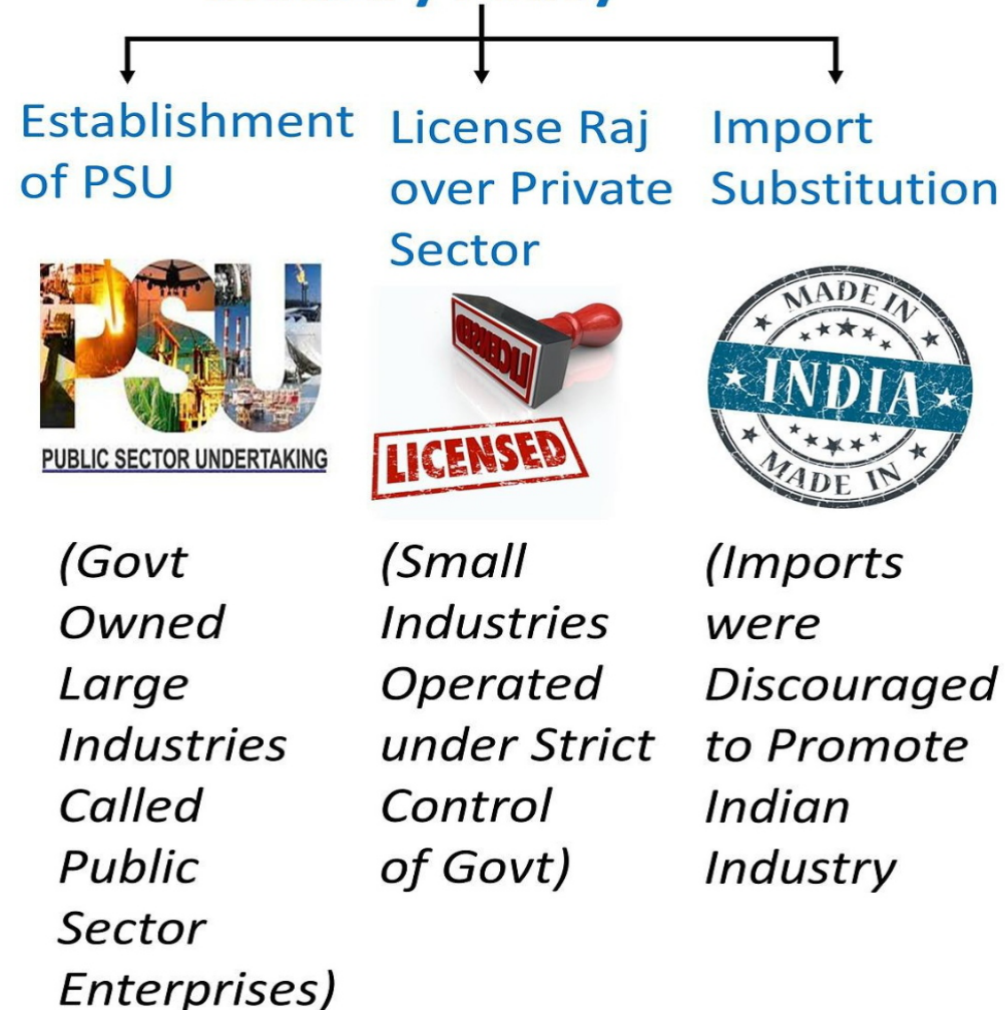 Establishment
of PSU
License Raj
over Private
Sector
Import
Substitution
PSU
PUBLIC SECTOR UNDERTAKING
LICENSED
LICENSED
MADE IN
INDIA
MADE IN
(Govt
Owned
Large
Industries
Called
Public
Sector
Enterprises)
(Small
Industries
Operated
under Strict
Control
of Govt)
(Imports
were
Discouraged
to Promote
Indian
Industry